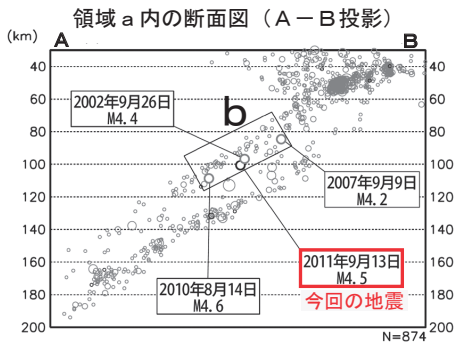 領域a内の断面図（A－B投影）
(km)
A
B
40
40
60
60
2002年9月26日
M4.4
b
80
80
100
100
2007年9月9日
M4.2
120
120
140
140
2011年9月13日
M4.5
160
160
今回の地震
2010年8月14日
M4.6
180
180
200
200
N=874